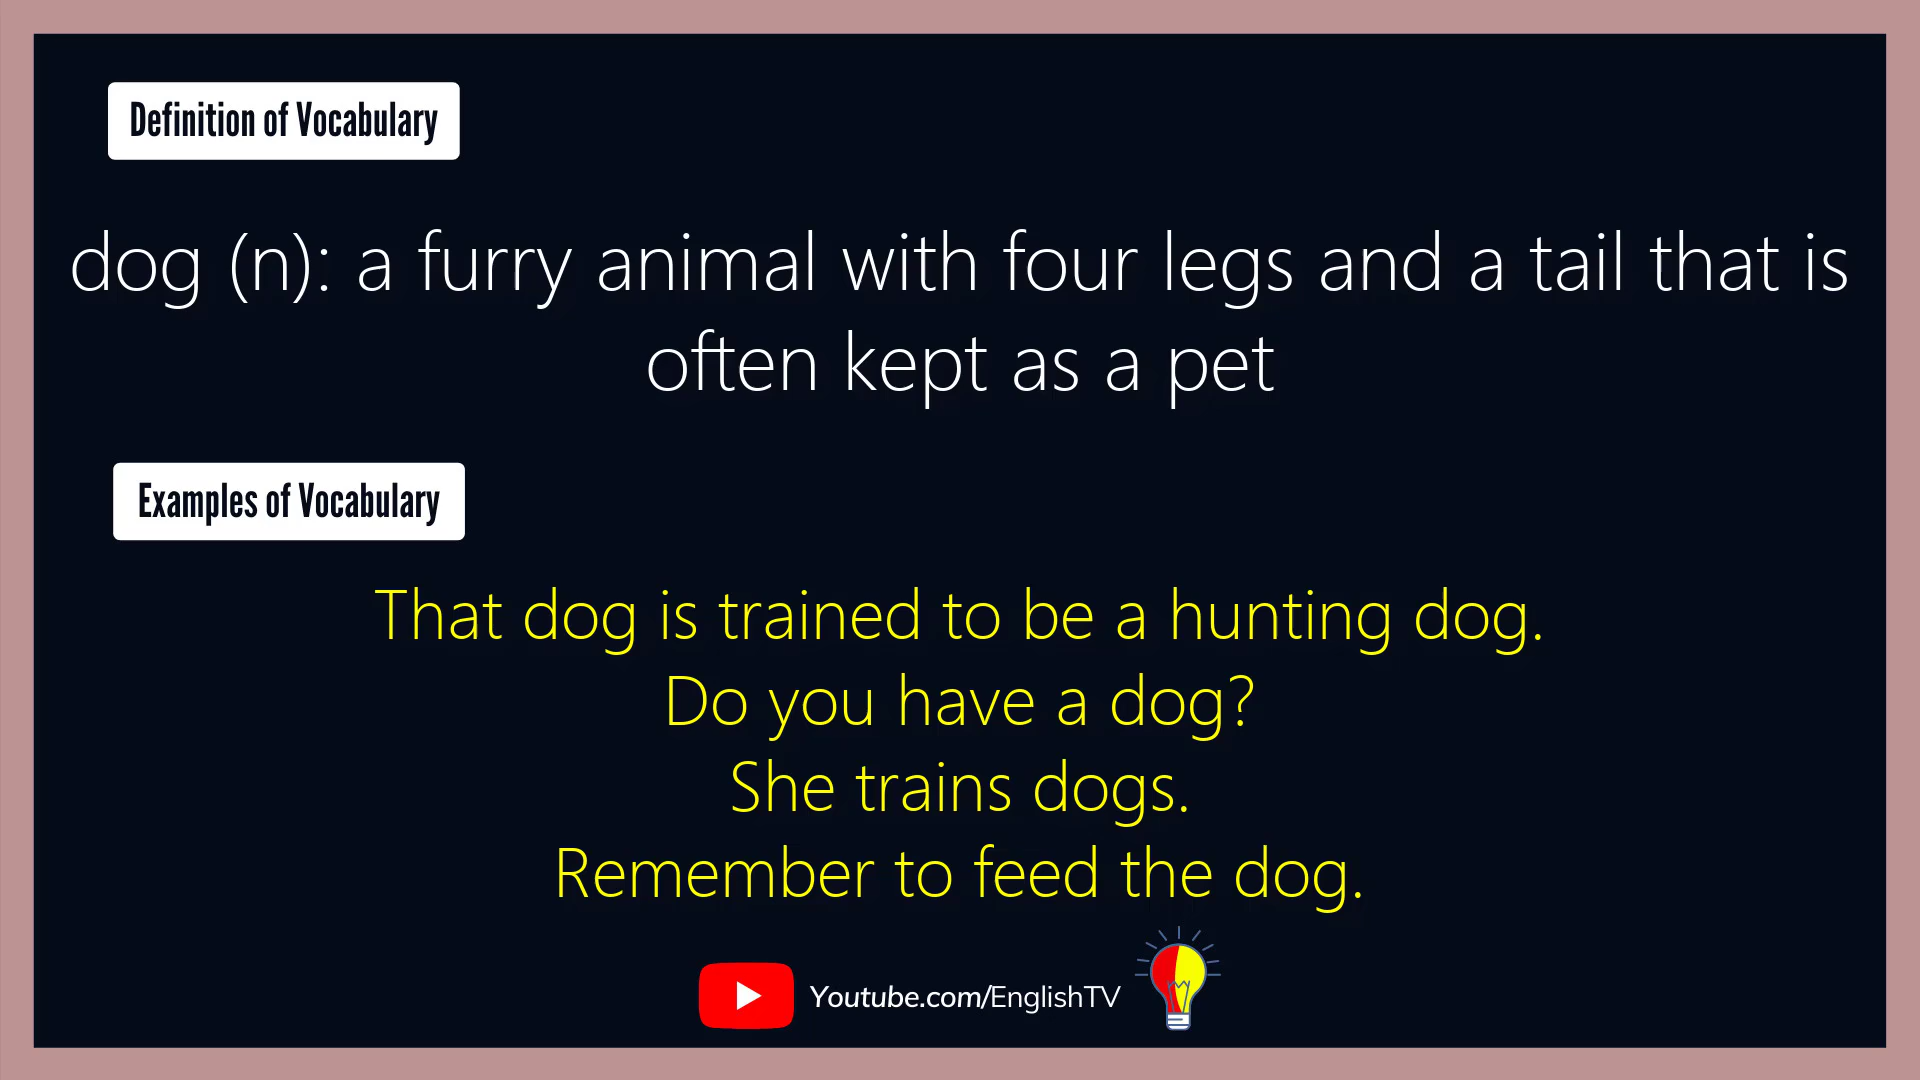 Definition of Vocabulary
dog (n): a furry animal with four legs and a tail that is
often kept as a pet
Examples of Vocabulary
That dog is trained to be a hunting dog.
Do you have a dog?
She trains dogs.
Remember to feed the dog.
Youtube.com/EnglishTV